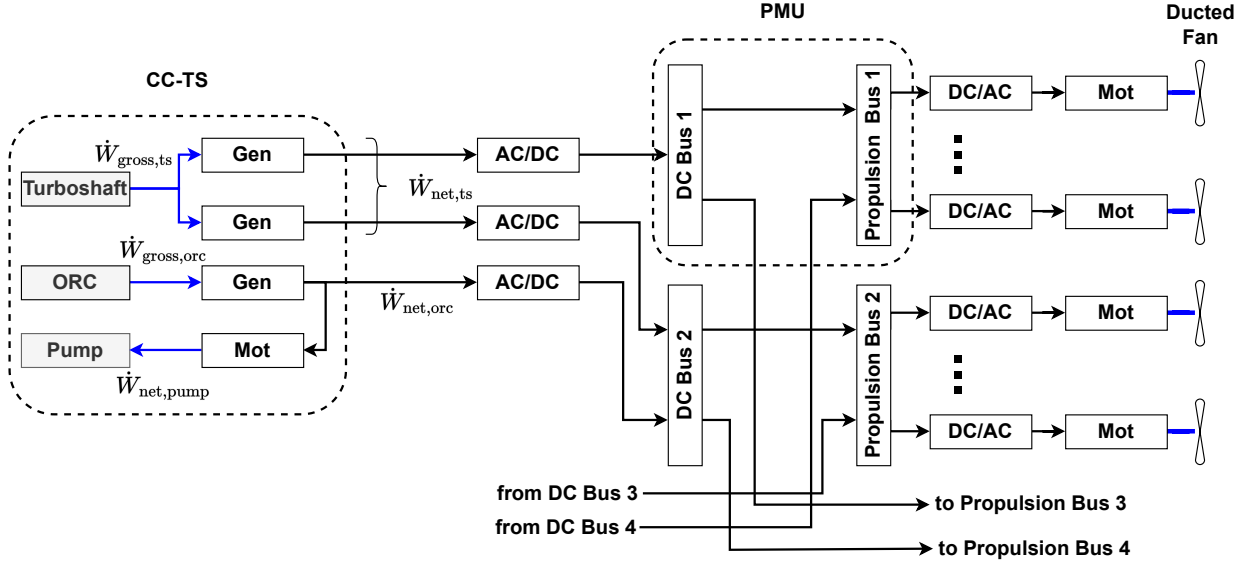 PMU
Ducted
Fan
CC-TS
Ẇgross,ts
Turboshaft
Gen
Gen
Ẇnet,ts
AC/DC
AC/DC
Ẇgross,orc
ORC
Gen
Ẇnet,orc
AC/DC
Pump
Mot
Ẇnet,pump
DC Bus 1
Propulsion Bus 1
DC/AC
Mot
DC/AC
Mot
DC Bus 2
Propulsion Bus 2
DC/AC
Mot
DC/AC
Mot
from DC Bus 3
to Propulsion Bus 3
from DC Bus 4
to Propulsion Bus 4